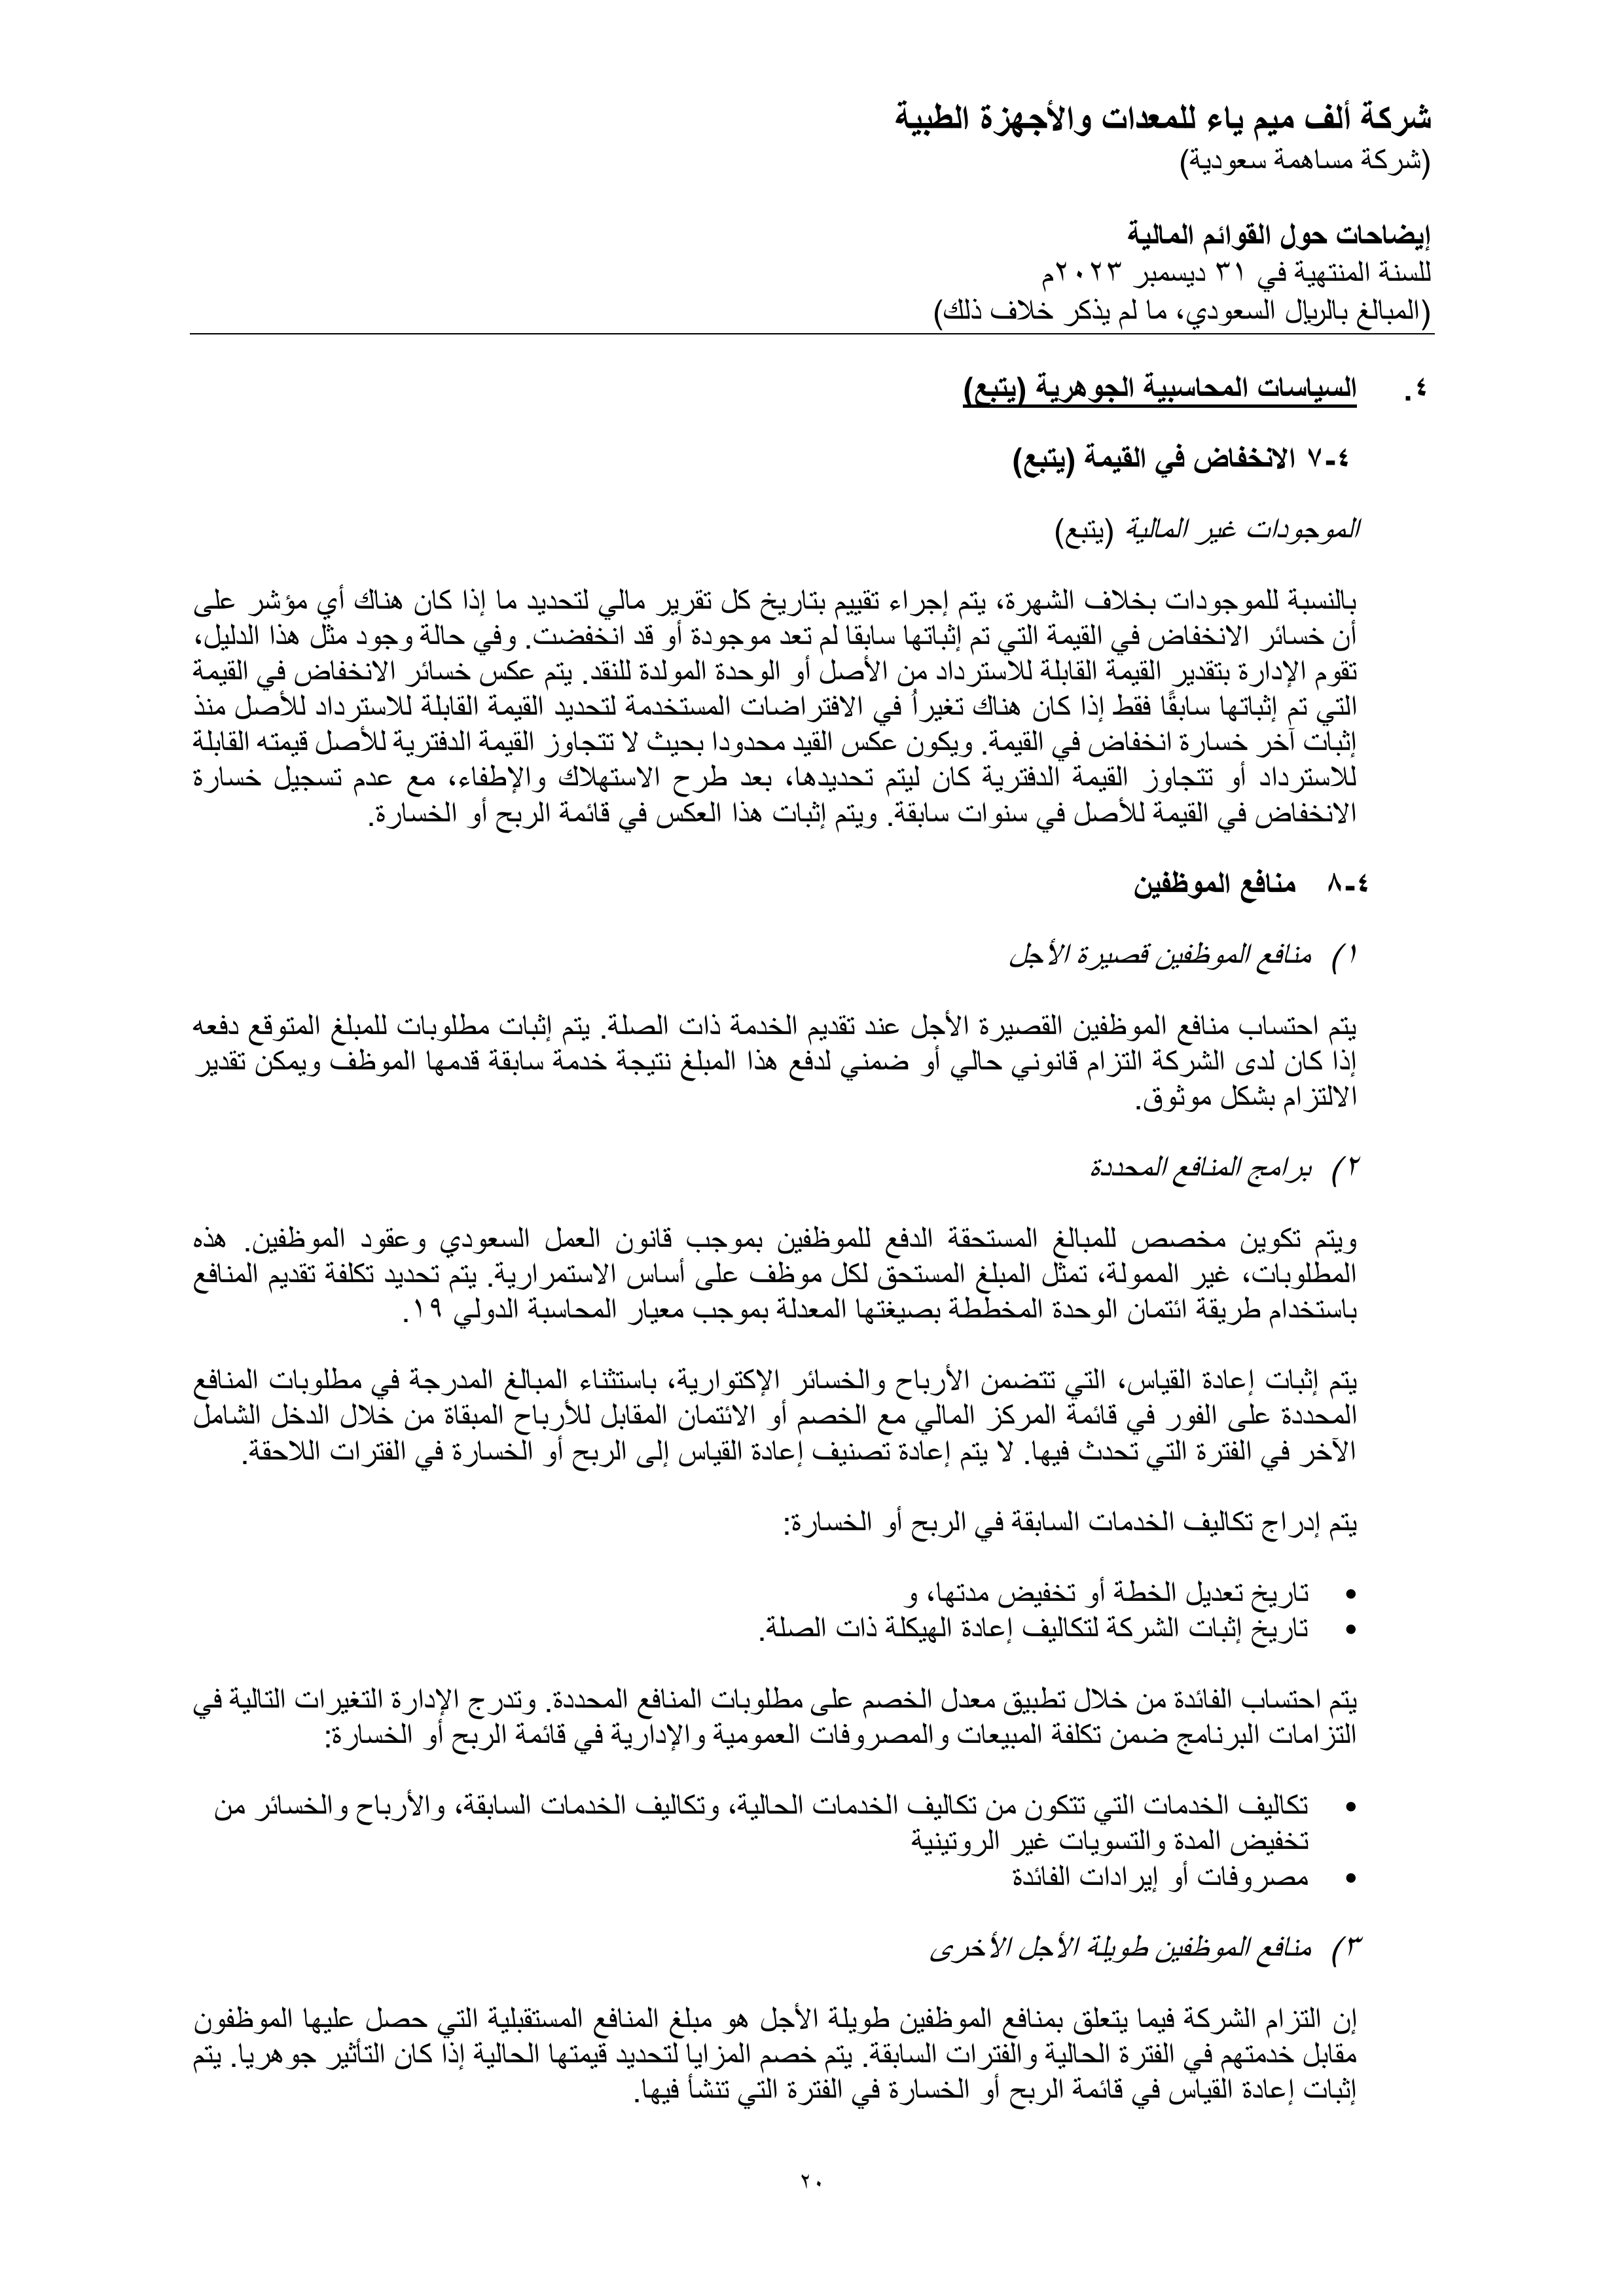 شركة ألف ميم ياء للمعدات والأجهزة الطبية
(شركة مساهمة سعودية)
إيضاحات حول القوائم المالية
للسنة المنتهية في ٣١ ديسمبر ٢٠٢٣م
(المبالغ بالريال السعودي، ما لم يذكر خلاف ذلك)
٤. السياسات المحاسبية الجوهرية (يتبع)
٤-٧ الانخفاض في القيمة (يتبع)
الموجودات غير المالية (يتبع)
بالنسبة للموجودات بخلاف الشهرة، يتم إجراء تقييم بتاريخ كل تقرير مالي لتحديد ما إذا كان هناك أي مؤشر على
أن خسائر الانخفاض في القيمة التي تم إثباتها سابقا لم تعد موجودة أو قد انخفضت. وفي حالة وجود مثل هذا الدليل،
تقوم الإدارة بتقدير القيمة القابلة للاسترداد من الأصل أو الوحدة المولدة للنقد. يتم عكس خسائر الانخفاض في القيمة
التي تم إثباتها سابقًا فقط إذا كان هناك تغيراُ في الافتراضات المستخدمة لتحديد القيمة القابلة للاسترداد للأصل منذ
إثبات آخر خسارة انخفاض في القيمة. ويكون عكس القيد محدودا بحيث لا تتجاوز القيمة الدفترية للأصل قيمته القابلة
للاسترداد أو تتجاوز القيمة الدفترية كان ليتم تحديدها، بعد طرح الاستهلاك والإطفاء، مع عدم تسجيل خسارة
الانخفاض في القيمة للأصل في سنوات سابقة. ويتم إثبات هذا العكس في قائمة الربح أو الخسارة.
٤-٨ منافع الموظفين
١) منافع الموظفين قصيرة الأجل
يتم احتساب منافع الموظفين القصيرة الأجل عند تقديم الخدمة ذات الصلة. يتم إثبات مطلوبات للمبلغ المتوقع دفعه
إذا كان لدى الشركة التزام قانوني حالي أو ضمني لدفع هذا المبلغ نتيجة خدمة سابقة قدمها الموظف ويمكن تقدير
الالتزام بشكل موثوق.
٢) برامج المنافع المحددة
ويتم تكوين مخصص للمبالغ المستحقة الدفع للموظفين بموجب قانون العمل السعودي وعقود الموظفين. هذه
المطلوبات، غير الممولة، تمثل المبلغ المستحق لكل موظف على أساس الاستمرارية. يتم تحديد تكلفة تقديم المنافع
باستخدام طريقة ائتمان الوحدة المخططة بصيغتها المعدلة بموجب معيار المحاسبة الدولي ١٩.
يتم إثبات إعادة القياس، التي تتضمن الأرباح والخسائر الإكتوارية، باستثناء المبالغ المدرجة في مطلوبات المنافع
المحددة على الفور في قائمة المركز المالي مع الخصم أو الائتمان المقابل للأرباح المبقاة من خلال الدخل الشامل
الآخر في الفترة التي تحدث فيها. لا يتم إعادة تصنيف إعادة القياس إلى الربح أو الخسارة في الفترات اللاحقة.
يتم إدراج تكاليف الخدمات السابقة في الربح أو الخسارة:
• تاريخ تعديل الخطة أو تخفيض مدتها، و
• تاريخ إثبات الشركة لتكاليف إعادة الهيكلة ذات الصلة.
يتم احتساب الفائدة من خلال تطبيق معدل الخصم على مطلوبات المنافع المحددة. وتدرج الإدارة التغيرات التالية في
التزامات البرنامج ضمن تكلفة المبيعات والمصروفات العمومية والإدارية في قائمة الربح أو الخسارة:
• تكاليف الخدمات التي تتكون من تكاليف الخدمات الحالية، وتكاليف الخدمات السابقة، والأرباح والخسائر من
تخفيض المدة والتسويات غير الروتينية
• مصروفات أو إيرادات الفائدة
٣) منافع الموظفين طويلة الأجل الأخرى
إن التزام الشركة فيما يتعلق بمنافع الموظفين طويلة الأجل هو مبلغ المنافع المستقبلية التي حصل عليها الموظفون
مقابل خدمتهم في الفترة الحالية والفترات السابقة. يتم خصم المزايا لتحديد قيمتها الحالية إذا كان التأثير جوهريا. يتم
إثبات إعادة القياس في قائمة الربح أو الخسارة في الفترة التي تنشأ فيها.
٢٠